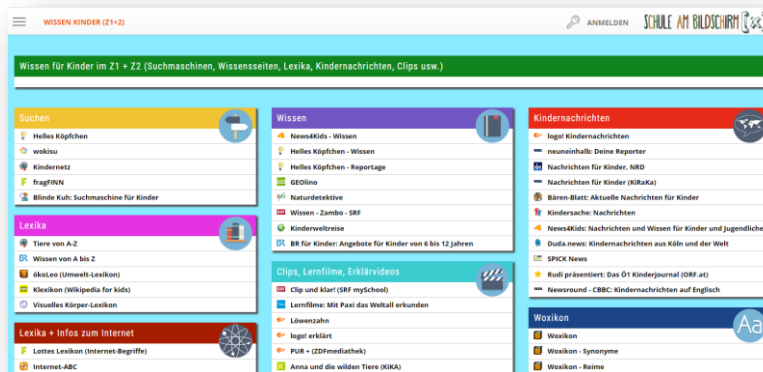 WISSEN KINDER (Z1+2)
ANMELDEN
SCHULE AM BILDSCHIRM
Wissen für Kinder im Z1 + Z2 (Suchmaschinen, Wissensseiten, Lexika, Kindernachrichten, Clips usw.)
Suchen
Helles Köpfchen
wokisu
Kindernetz
fragFINN
Blinde Kuh: Suchmaschine für Kinder
Lexika
Tiere von A-Z
Wissen von A bis Z
ökoLeo (Umwelt-Lexikon)
Klexikon (Wikipedia for kids)
Visuelles Körper-Lexikon
Lexika + Infos zum Internet
Lottes Lexikon (Internet-Begriffe)
Internet-ABC
Wissen
News4Kids - Wissen
Helles Köpfchen - Wissen
Helles Köpfchen - Reportage
GEOlino
Naturdetektive
Wissen - Zambo - SRF
Kinderweltreise
BR für Kinder: Angebote für Kinder von 6 bis 12 Jahren
Clips, Lernfilme, Erklärvideos
Clip und klar! (SRF mySchool)
Lernfilme: Mit Paxi das Weltall erkunden
Löwenzahn
logo! erklärt
PUR + (ZDFmediathek)
Anna und die wilden Tiere (KiKA)
Kindernachrichten
logo! Kindernachrichten
neuneinhalb: Deine Reporter
Nachrichten für Kinder. NRD
Nachrichten für Kinder (KiRaKa)
Bären-Blatt: Aktuelle Nachrichten für Kinder
Kindersache: Nachrichten
News4Kids: Nachrichten und Wissen für Kinder und Jugendliche
Duda.news: Kindernachrichten aus Köln und der Welt
SPICK News
Rudi präsentiert: Das Ö1 Kinderjournal (ORF.at)
Newsround - CBBC: Kindernachrichten auf Englisch
Woxikon
Aa
Woxikon
Woxikon - Synonyme
Woxikon - Reime